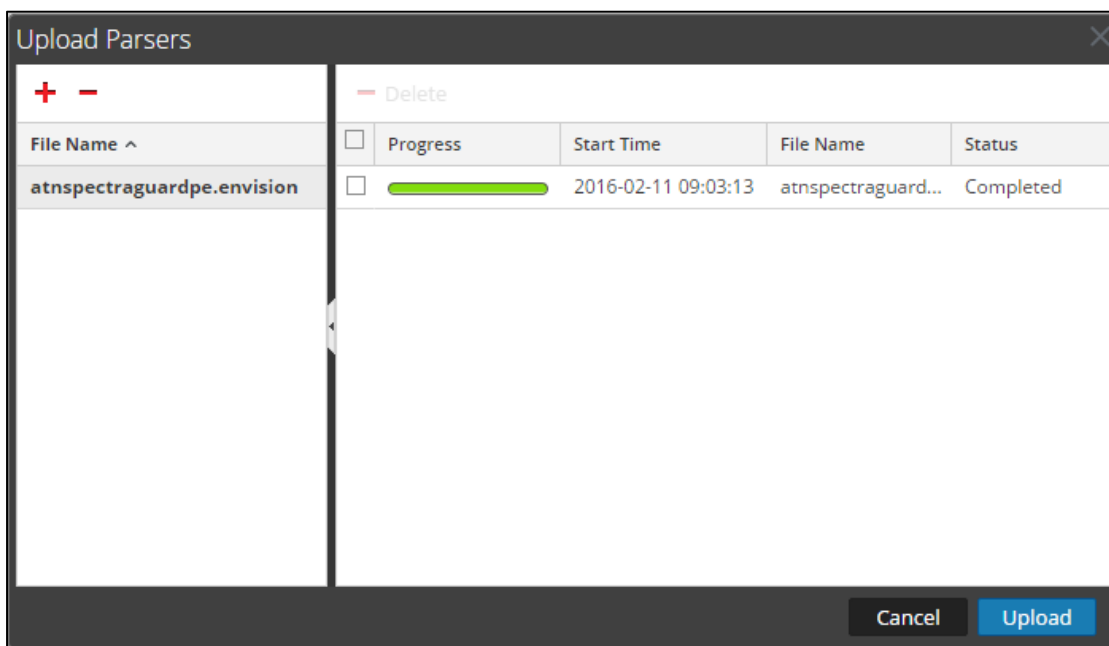 Upload Parsers
Delete
File Name
Progress Start Time File Name Status
atnspectraguardpe.envision
2016-02-11 09:03:13 atnspectraguard... Completed
Cancel Upload